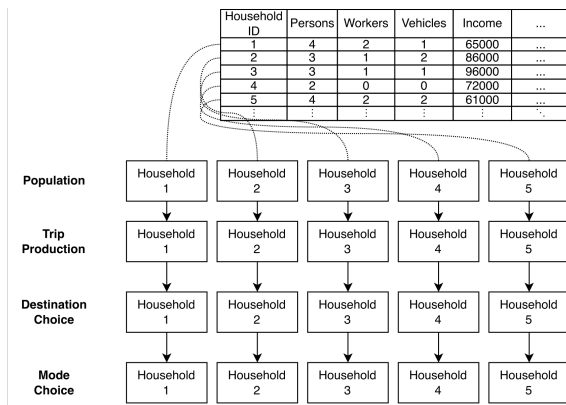 Household ID Persons Workers Vehicles Income ...
1 4 2 1 65000 ...
2 3 1 2 86000 ...
3 3 1 1 96000 ...
4 2 0 0 72000 ...
5 4 2 2 61000 ...
⋮ ⋮ ⋮ ⋮ ⋮ ⋱
Population
Household 1
Household 2
Household 3
Household 4
Household 5
Trip Production
Household 1
Household 2
Household 3
Household 4
Household 5
Destination Choice
Household 1
Household 2
Household 3
Household 4
Household 5
Mode Choice
Household 1
Household 2
Household 3
Household 4
Household 5